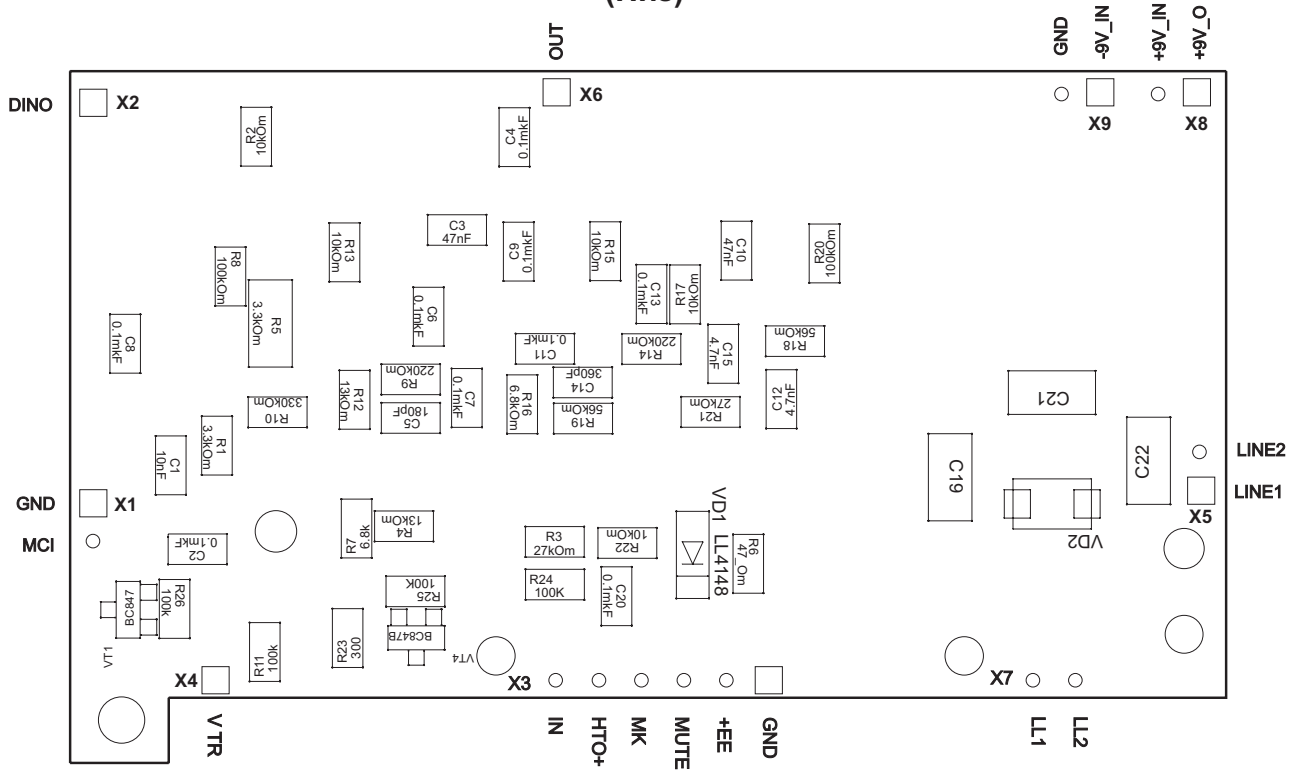 GND
-9V_IN
+9V_IN
+9V_O
OUT
DINO
X2
X6
X9
X8
R2
10kOm
C4
0.1mkF
C3
47nF
R13
10kOm
C9
0.1mkF
R15
10kOm
C10
47nF
R20
100kOm
R8
100kOm
R5
3.3kOm
C6
0.1mkF
C13
0.1mkF
R17
10kOm
C8
0.1mkF
C11
0.1mkF
R14
220kOm
C15
4.7nF
R18
56kOm
R9
220kOm
C14
360pF
R12
13kOm
C7
0.1mkF
R16
6.8kOm
C12
4.7nF
C21
R10
330kOm
C5
180pF
R19
56kOm
R21
27kOm
R1
3.3kOm
C1
10nF
C19
C22
LINE2
LINE1
X5
GND
X1
MCI
VD2
R7
6.8k
R4
13kOm
R3
27kOm
R22
10kOm
VD1 LL4148
R6
47_Om
C2
0.1mkF
R25
100K
R24
100K
C20
0.1mkF
BC847
R26
100k
VT1
R11
100k
R23
300
BC847B
VT4
X4
X3
X7
V TR
IN
HTO+
MK
MUTE
+EE
GND
LL1
LL2